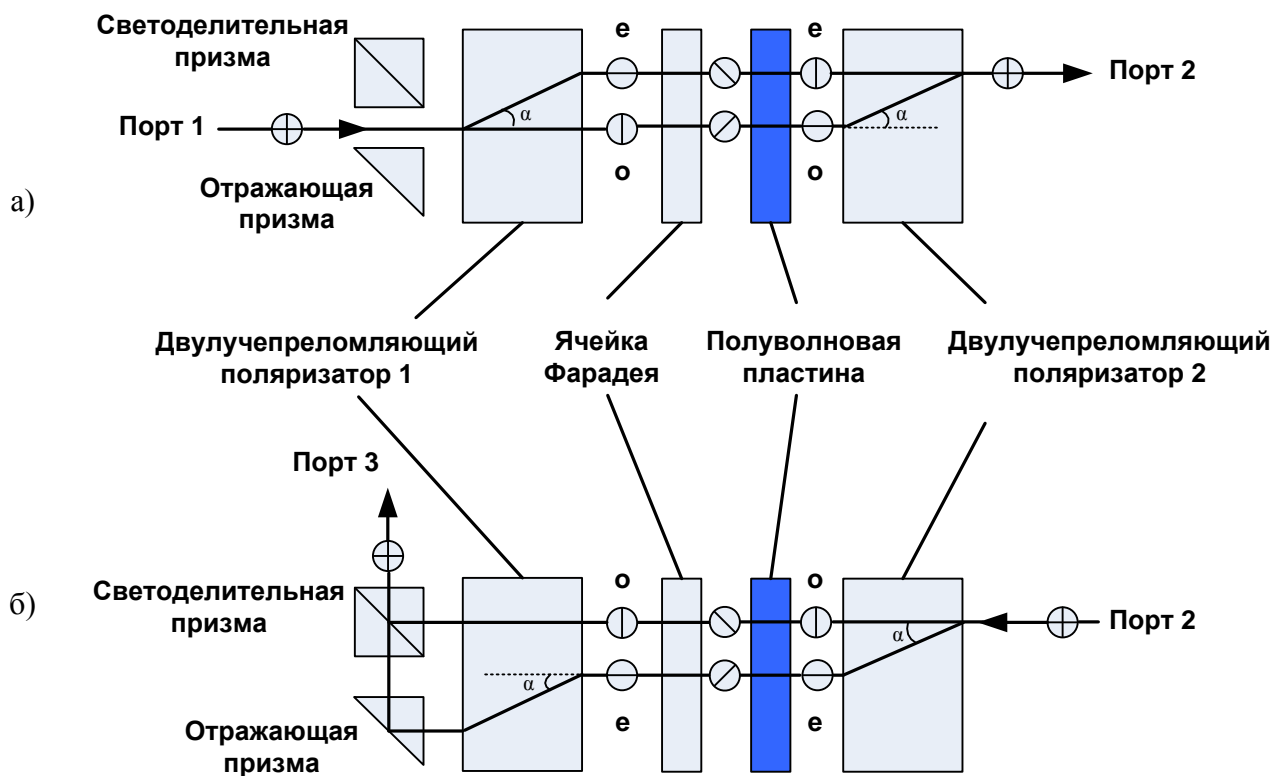 Светоделительная
призма
e
e
Порт 1
α
α
Порт 2
Отражающая
призма
о
о
а)
Двулучепреломляющий
поляризатор 1
Ячейка
Фарадея
Полуволновая
пластина
Двулучепреломляющий
поляризатор 2
Порт 3
Светоделительная
призма
о
о
α
α
Порт 2
б)
Отражающая
призма
e
e